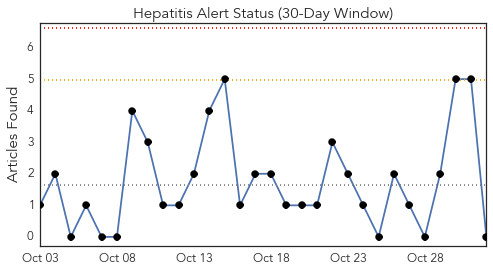 Hepatitis Alert Status (30-Day Window)
Articles Found
6
5
4
3
2
1
0
Oct 03 Oct 08 Oct 13 Oct 18 Oct 23 Oct 28